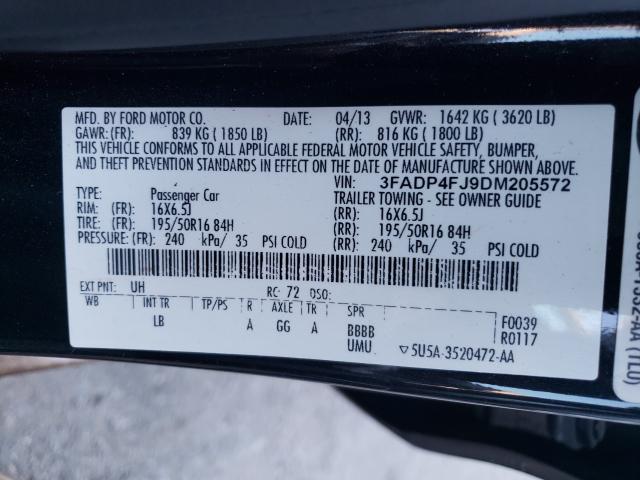 MFD. BY FORD MOTOR CO. DATE: 04/13 GVWR: 1642 KG ( 3620 LB)
GAWR: (FR): 839 KG ( 1850 LB) (RR): 816 KG ( 1800 LB)
THIS VEHICLE CONFORMS TO ALL APPLICABLE FEDERAL MOTOR VEHICLE SAFETY, BUMPER,
AND THEFT PREVENTION STANDARDS IN EFFECT ON THE DATE OF MANUFACTURE SHOWN ABOVE.
VIN: 3FADP4FJ9DM205572
TYPE: Passenger Car TRAILER TOWING - SEE OWNER GUIDE
RIM: (FR): 16X6.5J (RR): 16X6.5J
TIRE: (FR): 195/50R16 84H (RR): 195/50R16 84H
PRESSURE: (FR): 240 kPa/ 35 PSI COLD (RR): 240 kPa/ 35 PSI COLD
EXT PNT: UH RC: 72 DSO:
WB INT TR TP/PS R AXLE TR SPR F0039
LB A GG A BBBB R0117
UMU ▽5U5A-3520472-AA